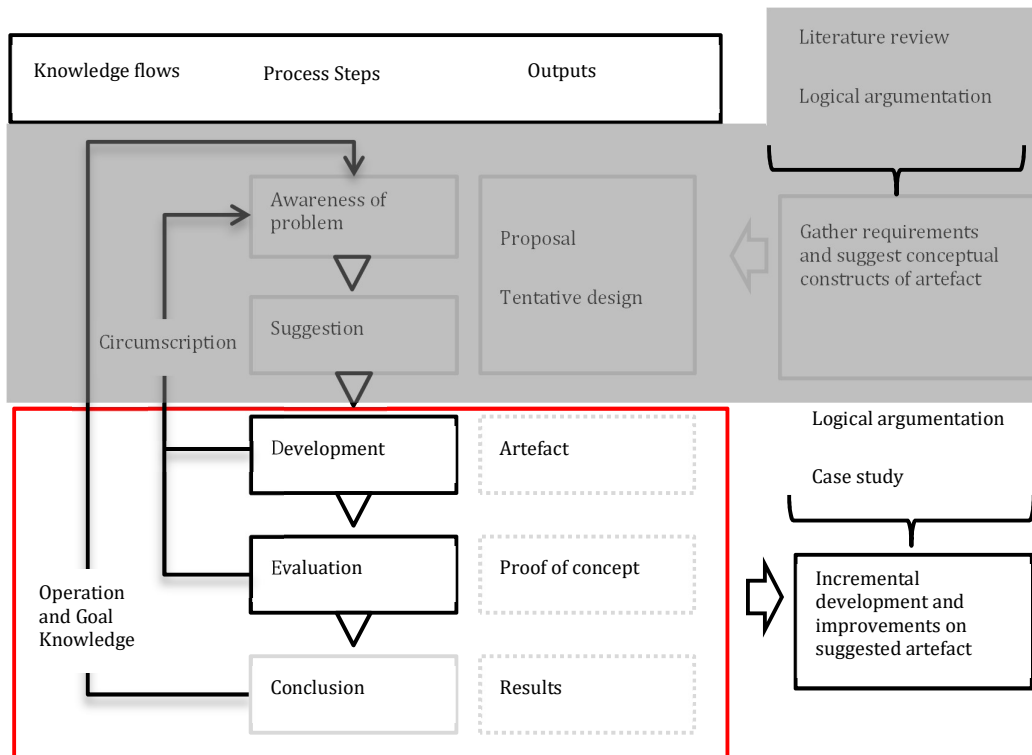 Knowledge flows
Process Steps
Outputs
Literature review
Logical argumentation
Awareness of
problem
Proposal
Tentative design
Gather requirements
and suggest conceptual
constructs of artefact
Suggestion
Circumscription
Development
Artefact
Logical argumentation
Case study
Evaluation
Proof of concept
Operation
and Goal
Knowledge
Incremental
development and
improvements on
suggested artefact
Conclusion
Results